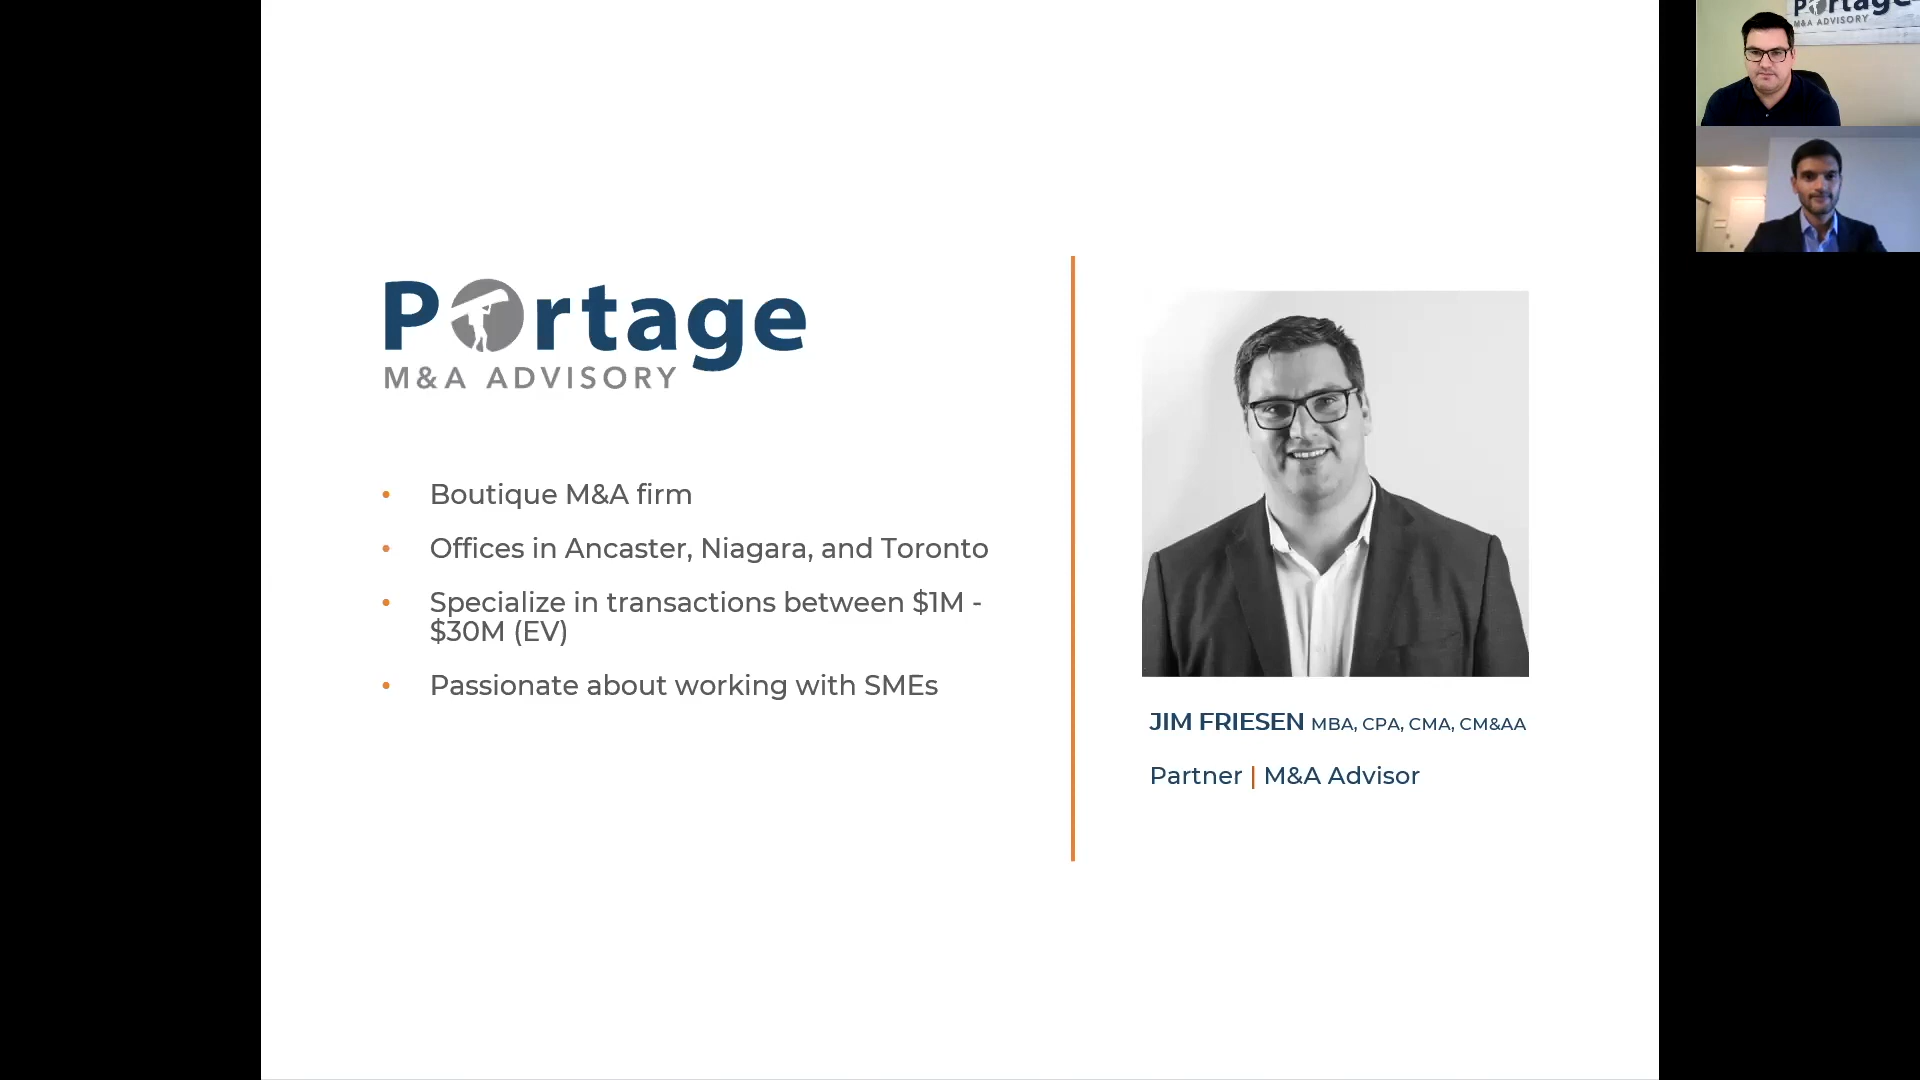 Portage
M&A ADVISORY
Boutique M&A firm
Offices in Ancaster, Niagara, and Toronto
Specialize in transactions between $1M -
$30M (EV)
Passionate about working with SMEs
JIM FRIESEN MBA, CPA, CMA, CM&AA
Partner | M&A Advisor
Portage
M&A ADVISORY